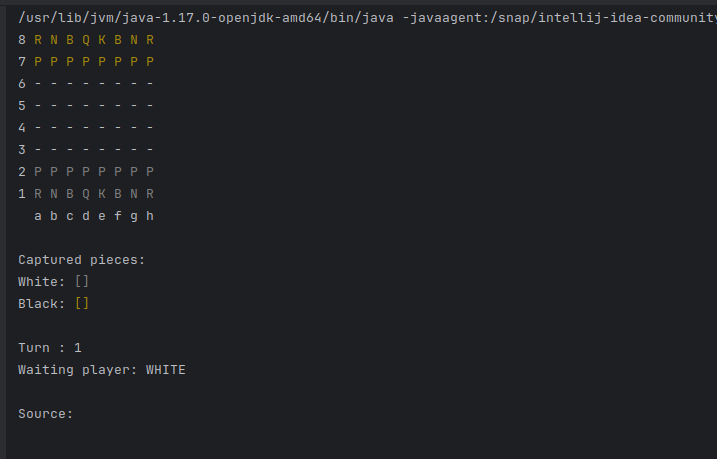 /usr/lib/jvm/java-1.17.0-openjdk-amd64/bin/java -javaagent:/snap/intellij-idea-community
8 R N B Q K B N R
7 P P P P P P P P
6 - - - - - - - -
5 - - - - - - - -
4 - - - - - - - -
3 - - - - - - - -
2 P P P P P P P P
1 R N B Q K B N R
  a b c d e f g h
Captured pieces:
White: []
Black: []
Turn : 1
Waiting player: WHITE
Source: